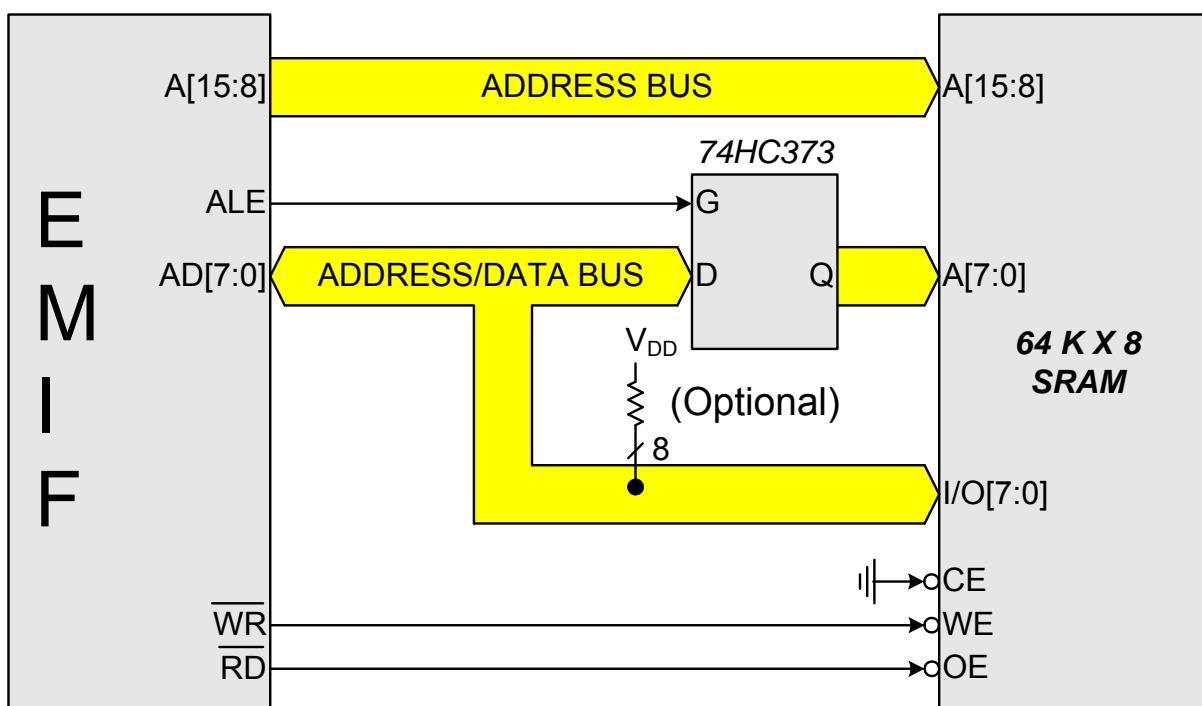 A[15:8] ADDRESS BUS A[15:8]
74HC373
ALE G
E
M
I
F
AD[7:0] ADDRESS/DATA BUS D Q A[7:0]
VDD
64 K X 8
SRAM
(Optional)
8
I/O[7:0]
CE
WR WE
RD OE